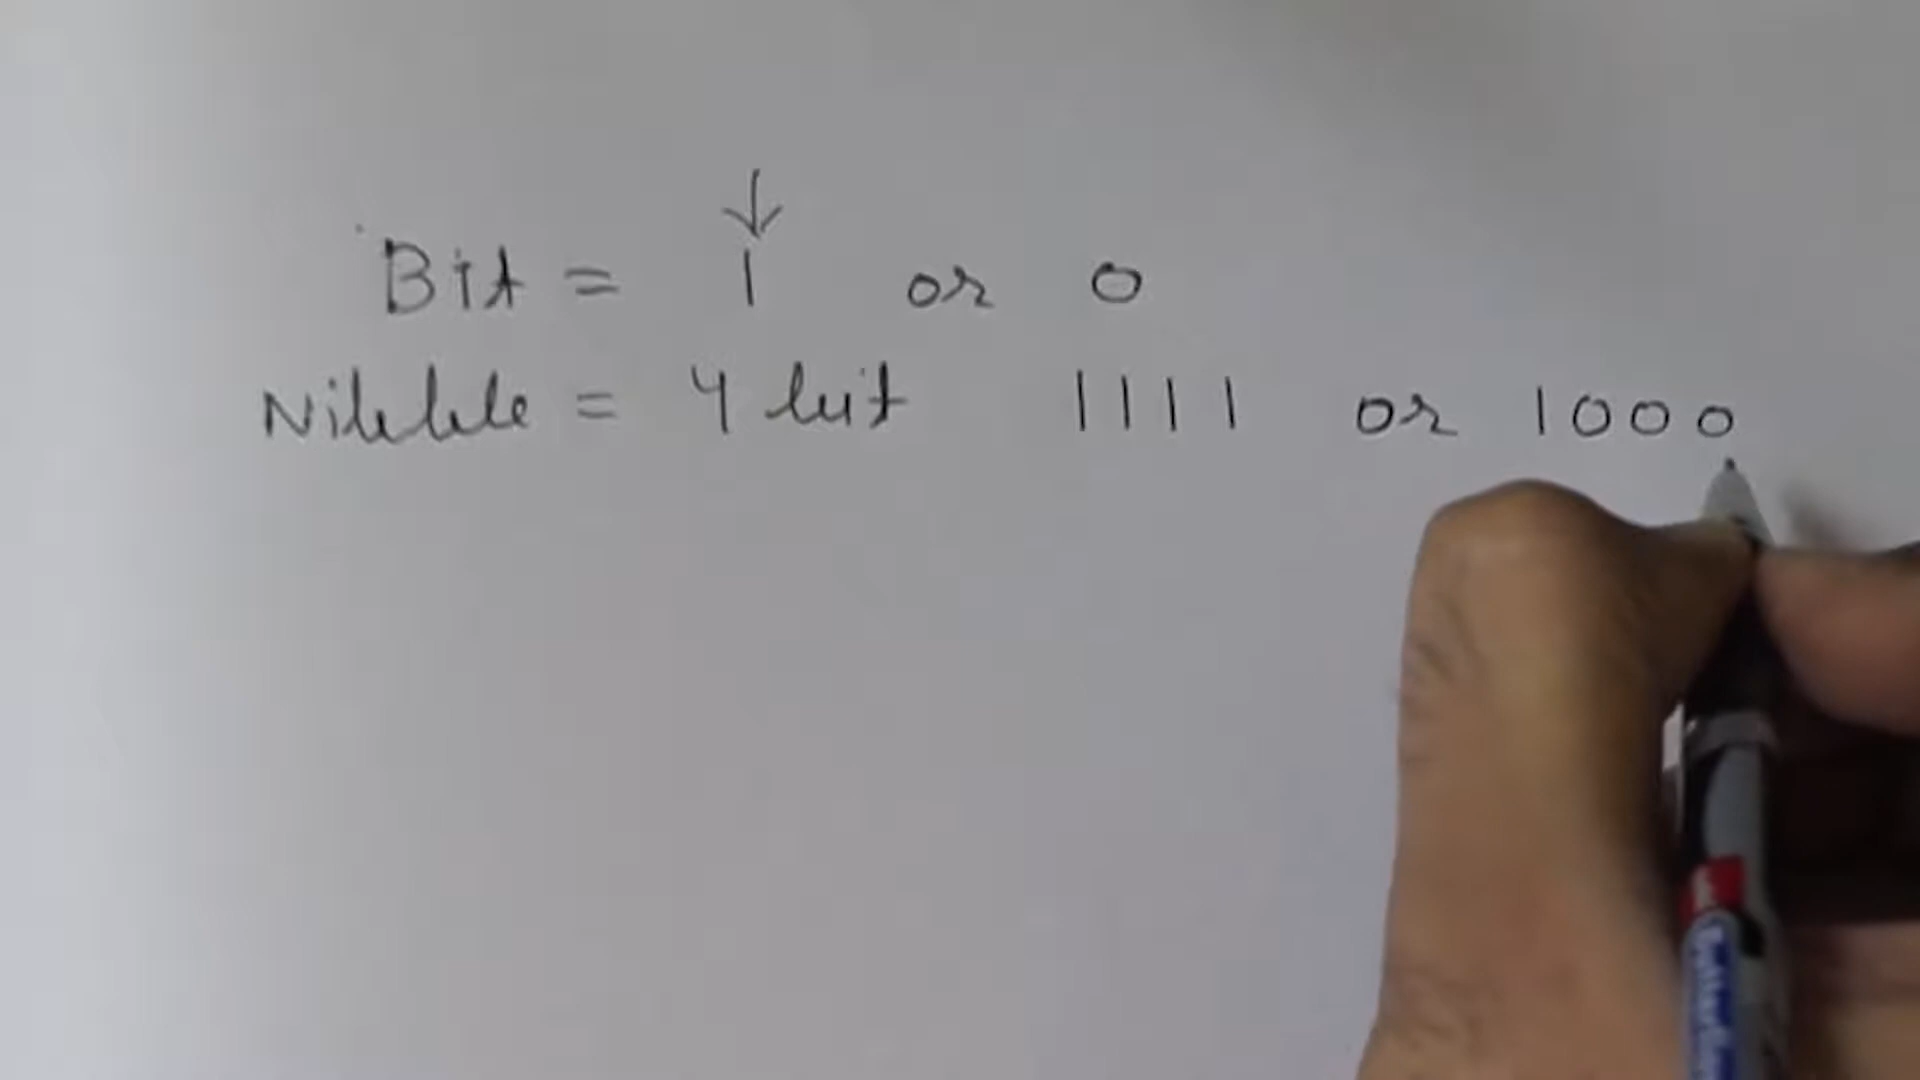 ↓
Bit = 1 or 0
Nibble = 4 bit 1111 or 1000